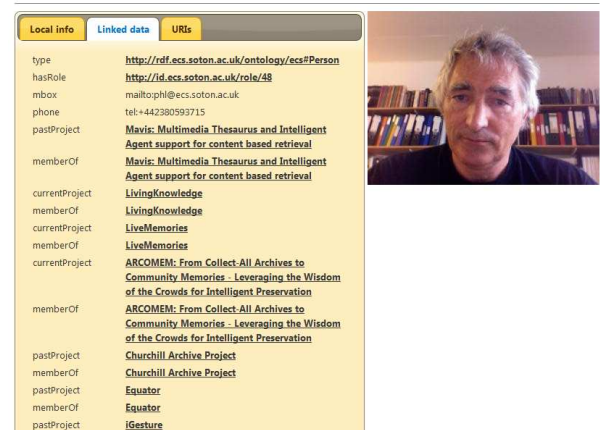 Local info Linked data URIs
type http://rdf.ecs.soton.ac.uk/ontology/ecs#Person
hasRole http://id.ecs.soton.ac.uk/role/48
mbox mailto:phl@ecs.soton.ac.uk
phone tel:+442380593715
pastProject Mavis: Multimedia Thesaurus and Intelligent
Agent support for content based retrieval
memberOf Mavis: Multimedia Thesaurus and Intelligent
Agent support for content based retrieval
currentProject LivingKnowledge
memberOf LivingKnowledge
currentProject LiveMemories
memberOf LiveMemories
currentProject ARCOMEM: From Collect-All Archives to
Community Memories - Leveraging the Wisdom
of the Crowds for Intelligent Preservation
memberOf ARCOMEM: From Collect-All Archives to
Community Memories - Leveraging the Wisdom
of the Crowds for Intelligent Preservation
pastProject Churchill Archive Project
memberOf Churchill Archive Project
pastProject Equator
memberOf Equator
pastProject iGesture